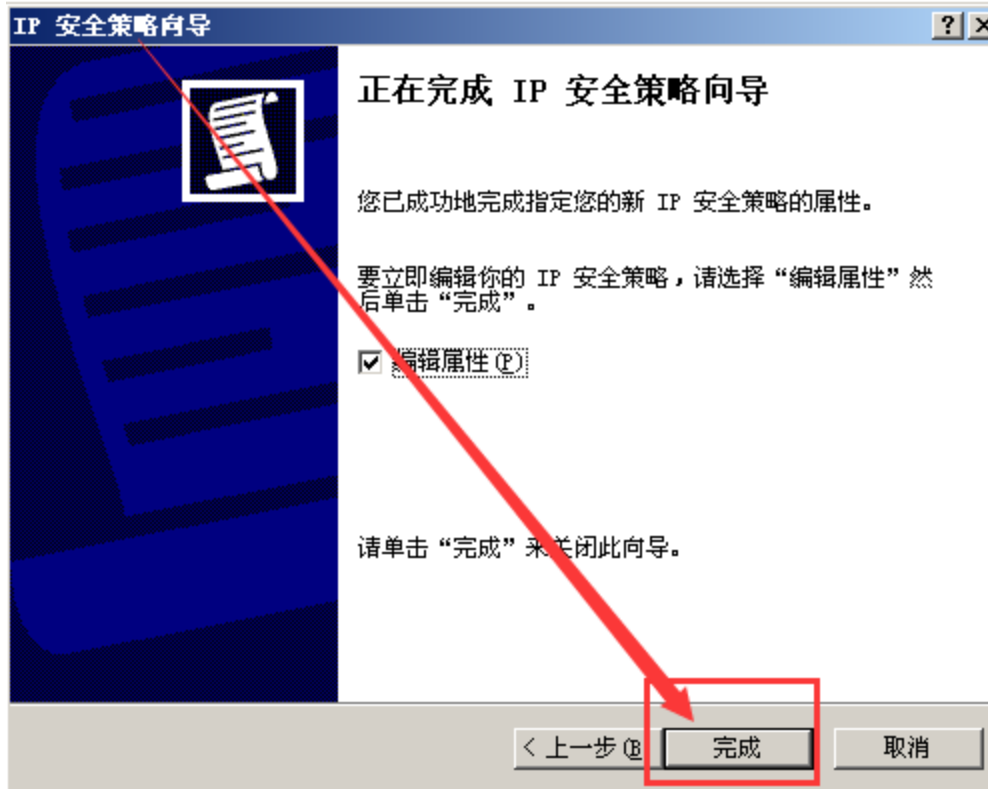 IP 安全策略向导
正在完成 IP 安全策略向导
您已成功地完成指定您的新 IP 安全策略的属性。
要立即编辑你的 IP 安全策略，请选择“编辑属性”然
后单击“完成”。
编辑属性(P)
请单击“完成”来关闭此向导。
< 上一步(B
完成
取消